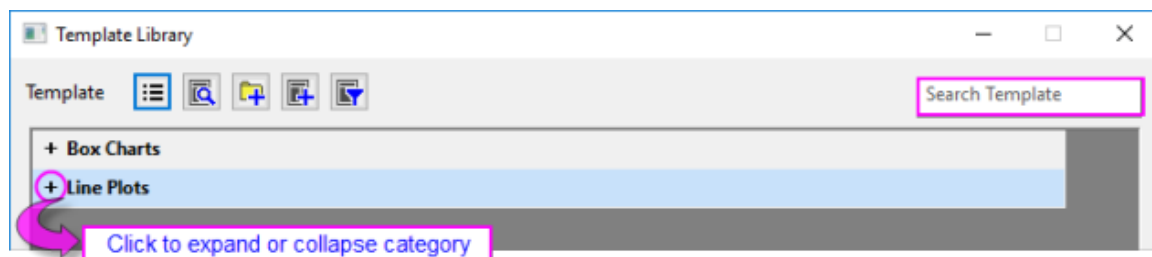 Template Library
Template
Search Template
+ Box Charts
+ Line Plots
Click to expand or collapse category